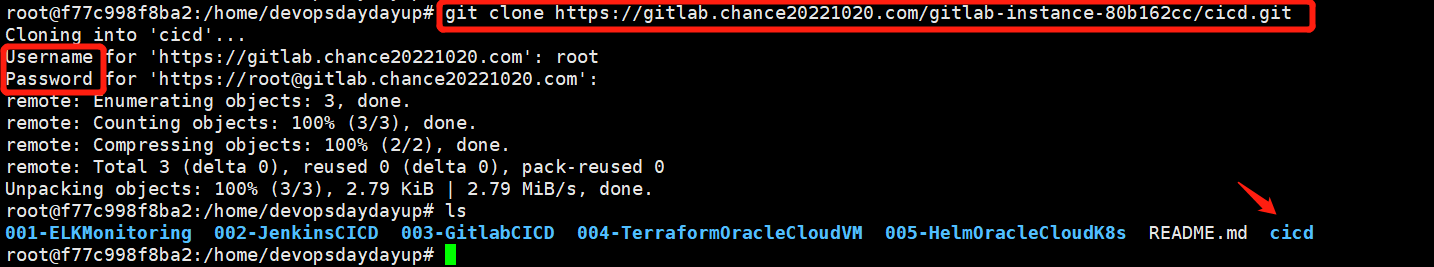 root@f77c998f8ba2:/home/devopsdaydayup# git clone https://gitlab.chance20221020.com/gitlab-instance-80b162cc/cicd.git
Cloning into 'cicd'...
Username for 'https://gitlab.chance20221020.com': root
Password for 'https://root@gitlab.chance20221020.com':
remote: Enumerating objects: 3, done.
remote: Counting objects: 100% (3/3), done.
remote: Compressing objects: 100% (2/2), done.
remote: Total 3 (delta 0), reused 0 (delta 0), pack-reused 0
Unpacking objects: 100% (3/3), 2.79 KiB | 2.79 MiB/s, done.
root@f77c998f8ba2:/home/devopsdaydayup# ls
001-ELKMonitoring  002-JenkinsCICD  003-GitlabCICD  004-TerraformOracleCloudVM  005-HelmOracleCloudK8s  README.md  cicd
root@f77c998f8ba2:/home/devopsdaydayup#